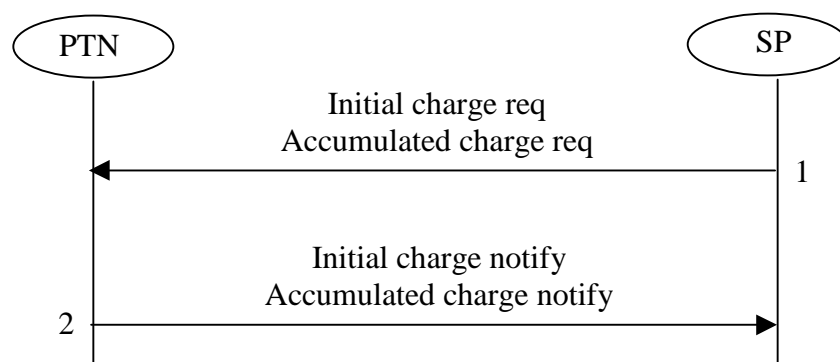 PTN
SP
Initial charge req
Accumulated charge req
1
Initial charge notify
Accumulated charge notify
2